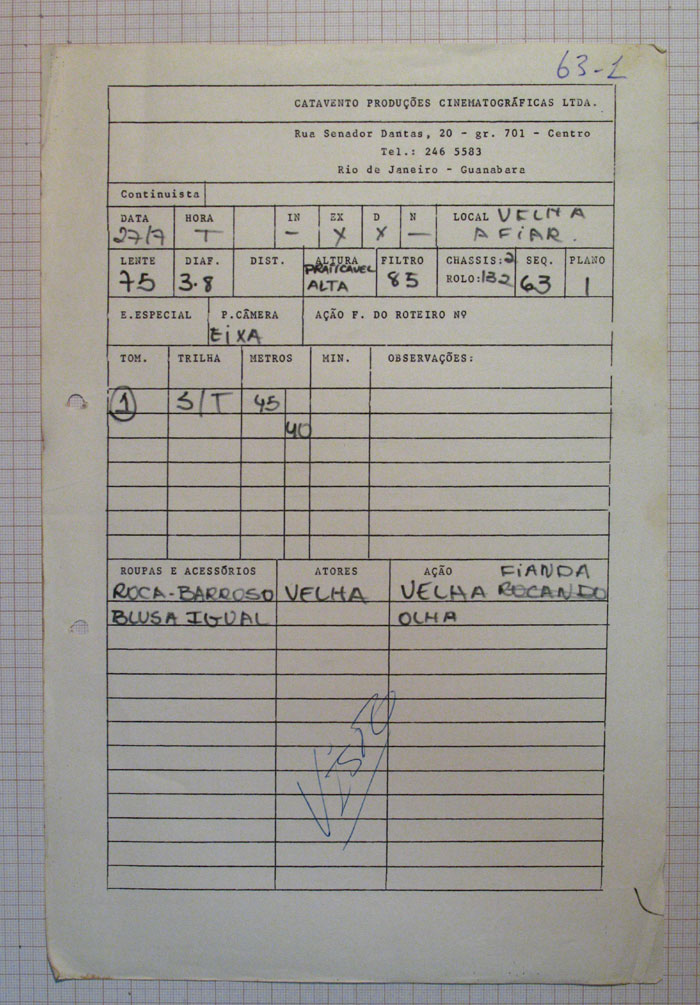 63-1
CATAVENTO PRODUÇÕES CINEMATOGRÁFICAS LTDA.
Rua Senador Dantas, 20 - gr. 701 - Centro
Tel.: 246 5583
Rio de Janeiro - Guanabara
Continuista
DATA HORA IN EX D N LOCAL VELHA
27/7 T - X X - A FIAR.
LENTE DIAF. DIST. ALTURA FILTRO CHASSIS: 2 SEQ. PLANO
75 3.8 PRATICAVEL ALTA 85 ROLO: 132 63 1
E.ESPECIAL P.CÂMERA AÇÃO F. DO ROTEIRO Nº
FIXA
TOM. TRILHA METROS MIN. OBSERVAÇÕES:
1 S/T 45
40
ROUPAS E ACESSÓRIOS ATORES AÇÃO FIANDA
ROCA-BARROSO VELHA VELHA ROCANDO
BLUSA IGUAL OLHA
Visto